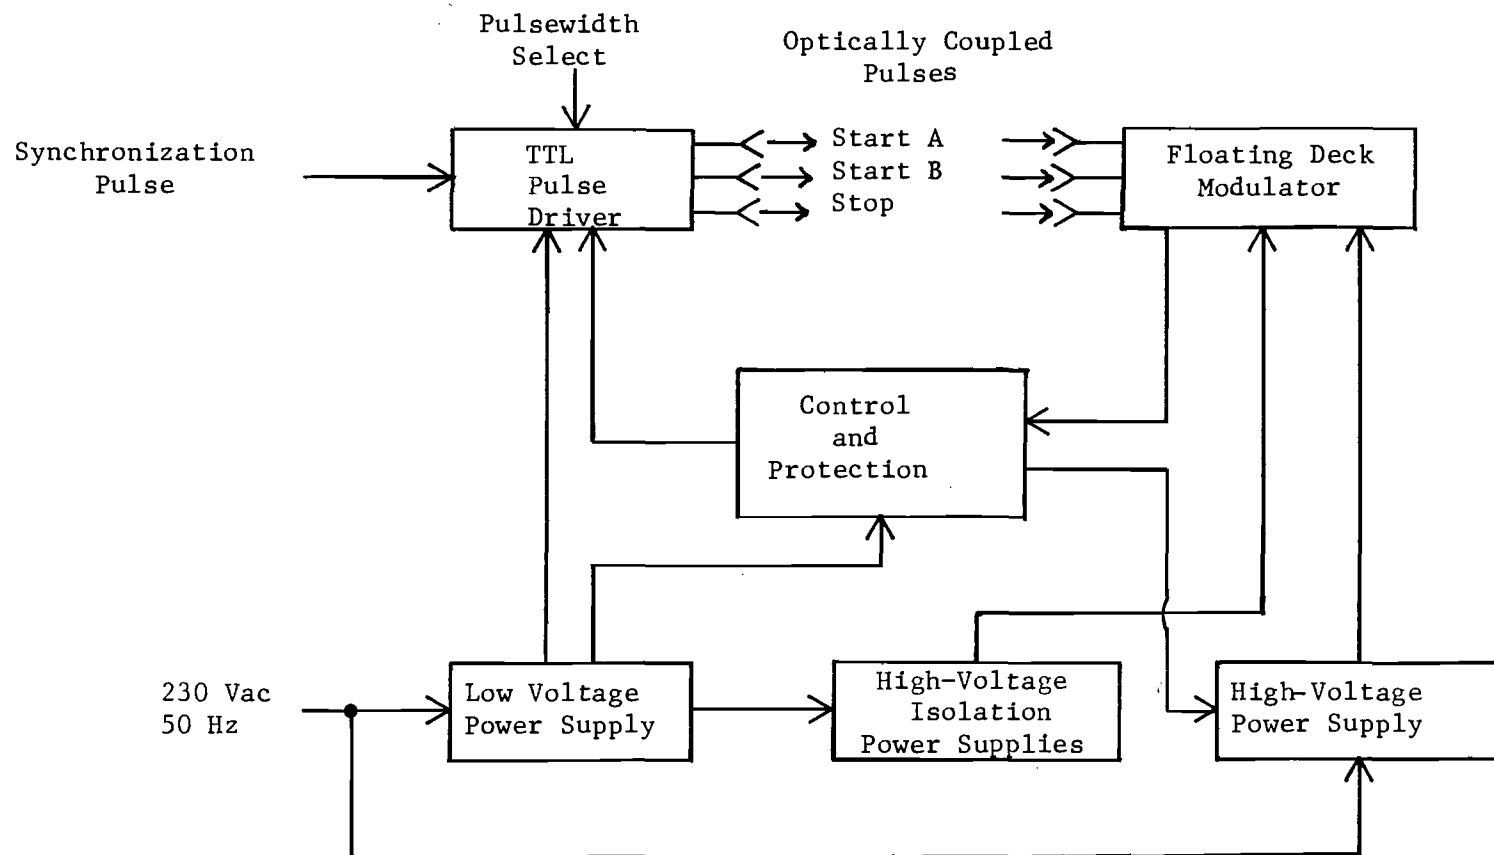 Pulsewidth
Select
Optically Coupled
Pulses
Synchronization
Pulse
TTL
Pulse
Driver
Start A
Start B
Stop
Floating Deck
Modulator
Control
and
Protection
230 Vac
50 Hz
Low Voltage
Power Supply
High-Voltage
Isolation
Power Supplies
High-Voltage
Power Supply